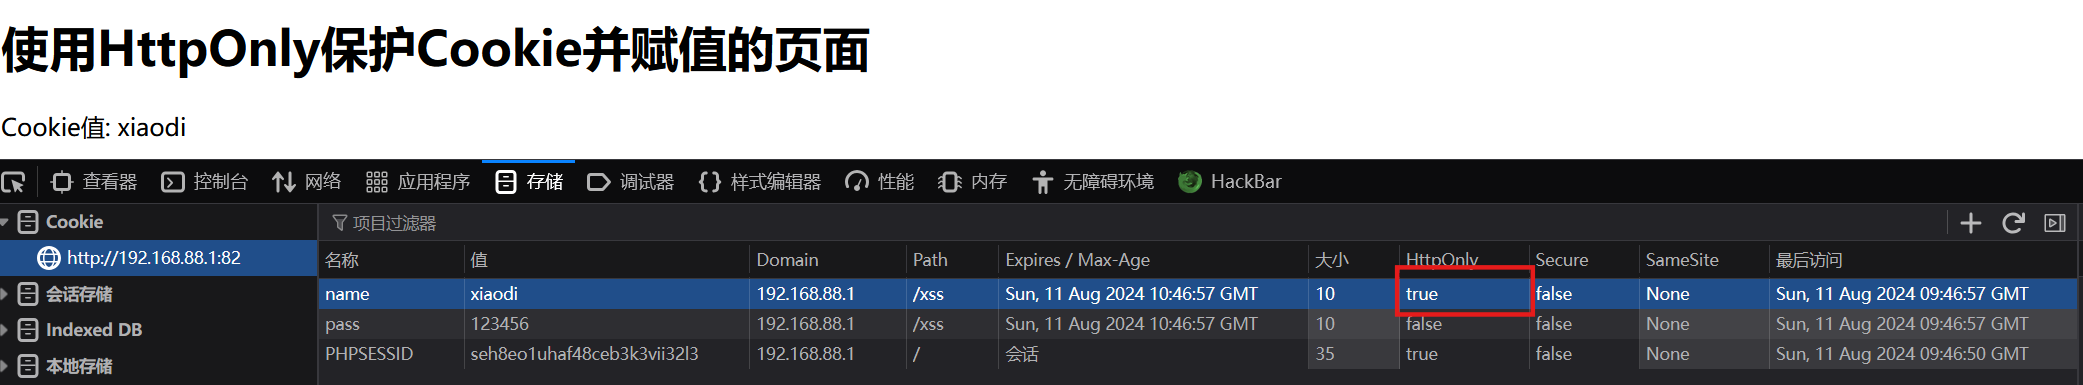 使用HttpOnly保护Cookie并赋值的页面
Cookie值: xiaodi
查看器 控制台 网络 应用程序 存储 调试器 样式编辑器 性能 内存 无障碍环境 HackBar
Cookie 项目过滤器
http://192.168.88.1:82 名称 值 Domain Path Expires / Max-Age 大小 HttpOnly Secure SameSite 最后访问
会话存储 name xiaodi 192.168.88.1 /xss Sun, 11 Aug 2024 10:46:57 GMT 10 true false None Sun, 11 Aug 2024 09:46:57 GMT
Indexed DB pass 123456 192.168.88.1 /xss Sun, 11 Aug 2024 10:46:57 GMT 10 false false None Sun, 11 Aug 2024 09:46:57 GMT
本地存储 PHPSESSID seh8eo1uhaf48ceb3k3vii32l3 192.168.88.1 / 会话 35 true false None Sun, 11 Aug 2024 09:46:50 GMT